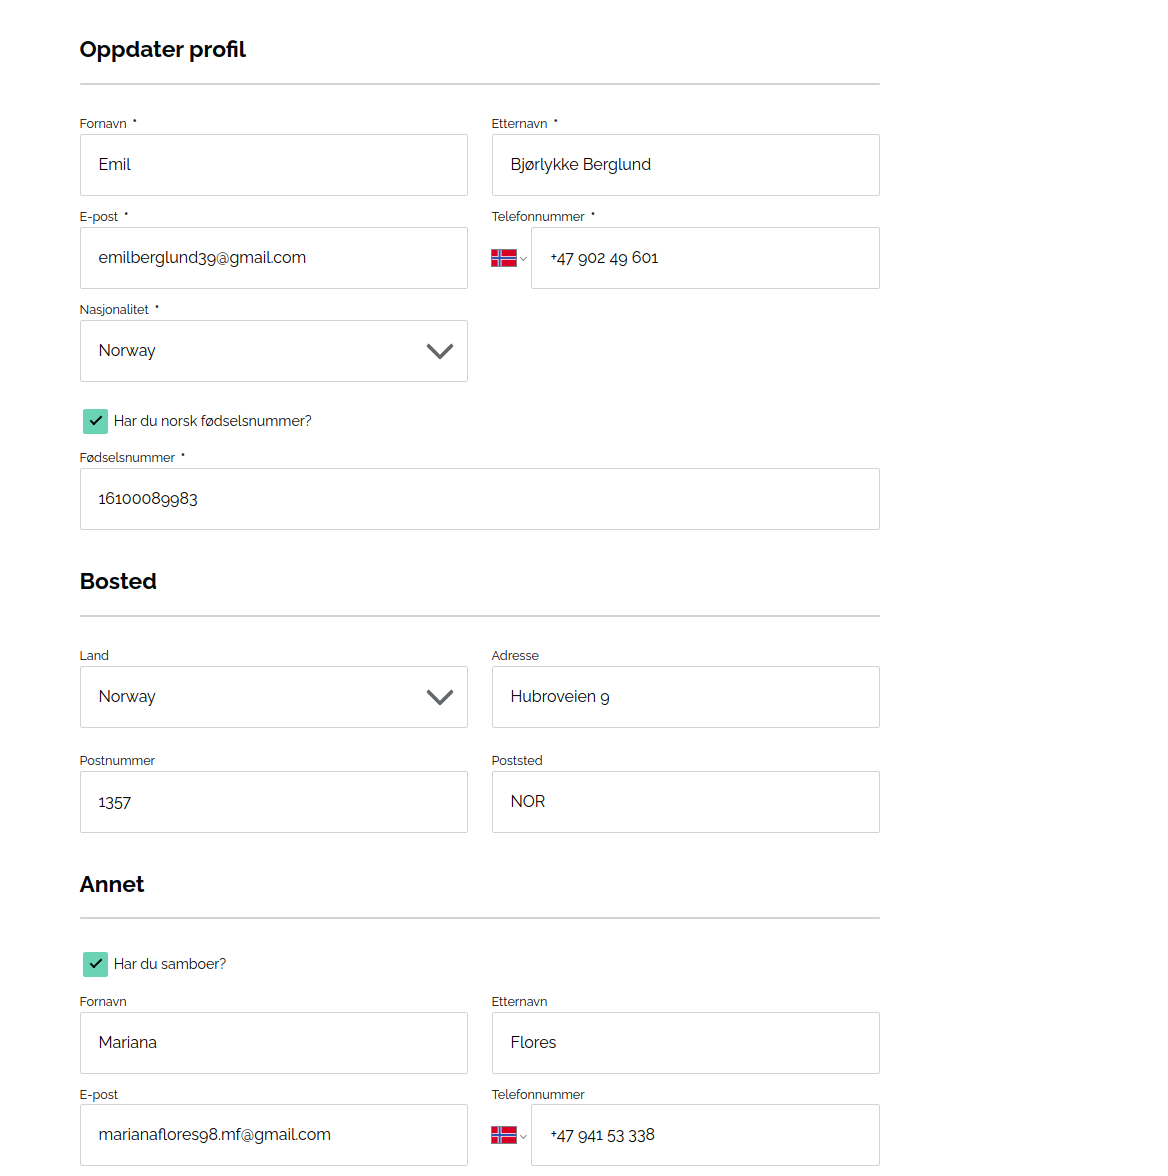 Oppdater profil
Fornavn *
Etternavn *
Emil
Bjørlykke Berglund
E-post *
Telefonnummer *
emilberglund39@gmail.com
+47 902 49 601
Nasjonalitet *
Norway
Har du norsk fødselsnummer?
Fødselsnummer *
16100089983
Bosted
Land
Adresse
Norway
Hubroveien 9
Postnummer
Poststed
1357
NOR
Annet
Har du samboer?
Fornavn
Etternavn
Mariana
Flores
E-post
Telefonnummer
marianaflores98.mf@gmail.com
+47 941 53 338